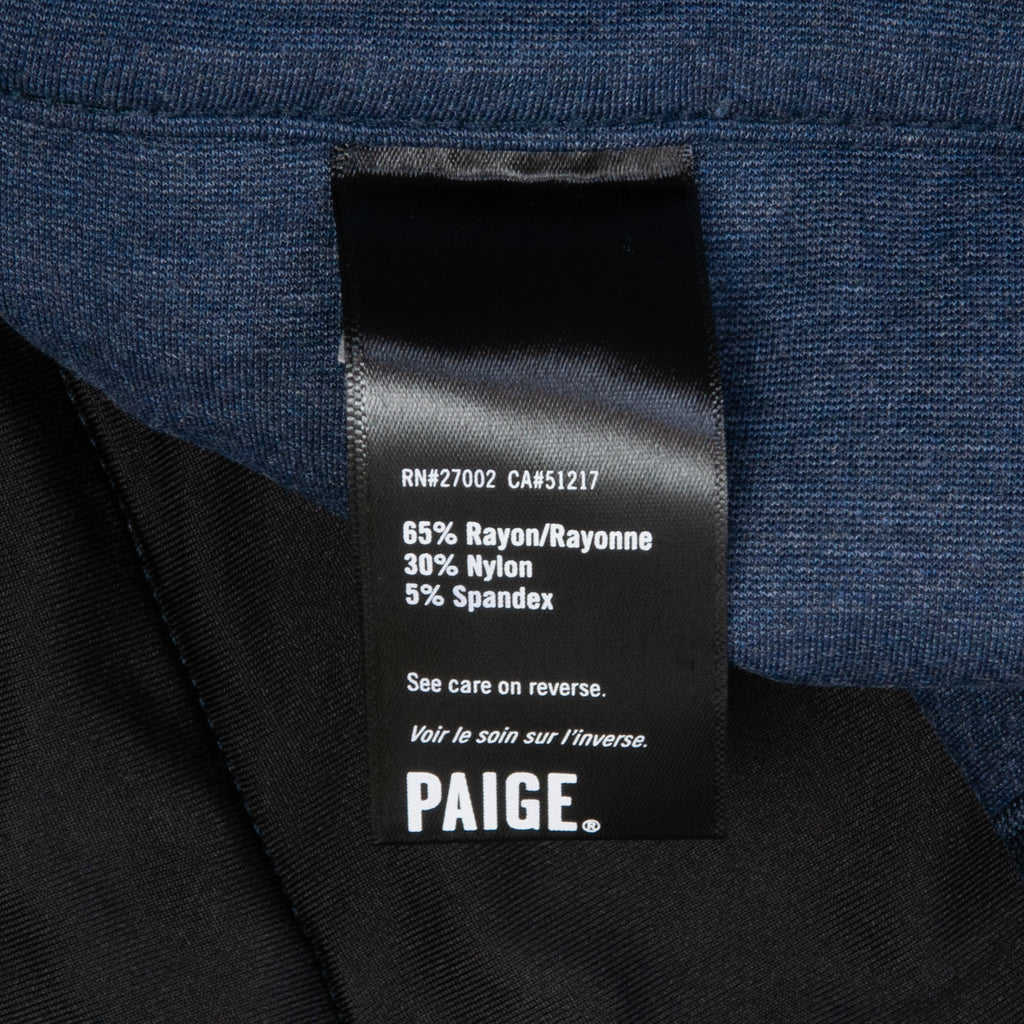 RN#27002 CA#51217
65% Rayon/Rayonne
30% Nylon
5% Spandex
See care on reverse.
Voir le soin sur l'inverse.
PAIGE®